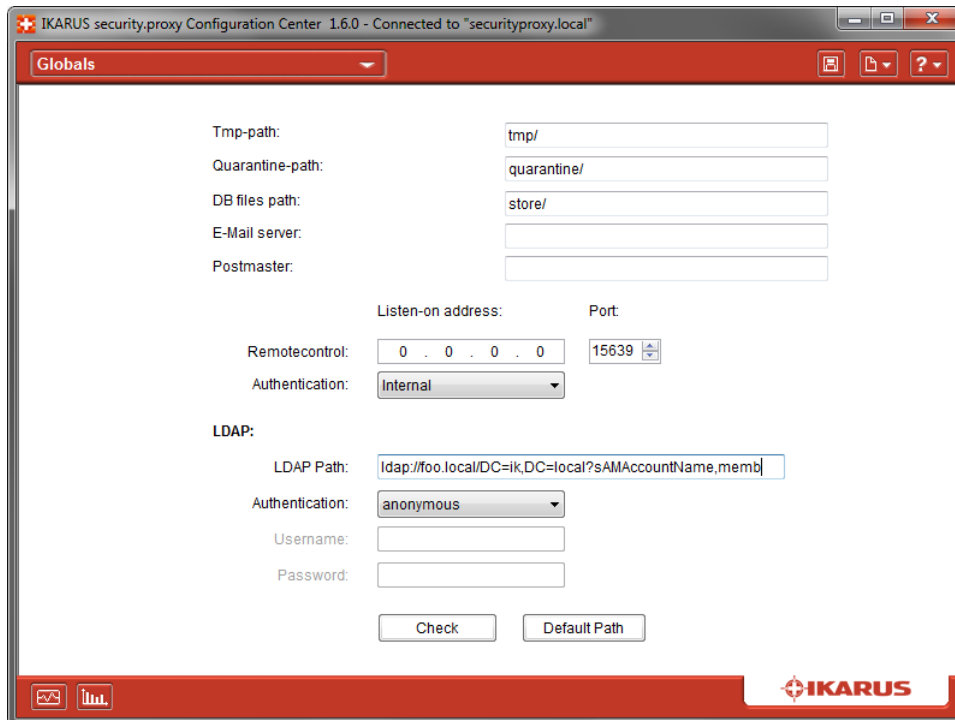 IKARUS security.proxy Configuration Center 1.6.0 - Connected to "securityproxy.local"
Globals
?
Tmp-path: tmp/
Quarantine-path: quarantine/
DB files path: store/
E-Mail server:
Postmaster:
Listen-on address: Port:
Remotecontrol: 0 . 0 . 0 . 0 15639
Authentication: Internal
LDAP:
LDAP Path: ldap://foo.local/DC=ik,DC=local?sAMAccountName,memb
Authentication: anonymous
Username:
Password:
Check Default Path
IKARUS